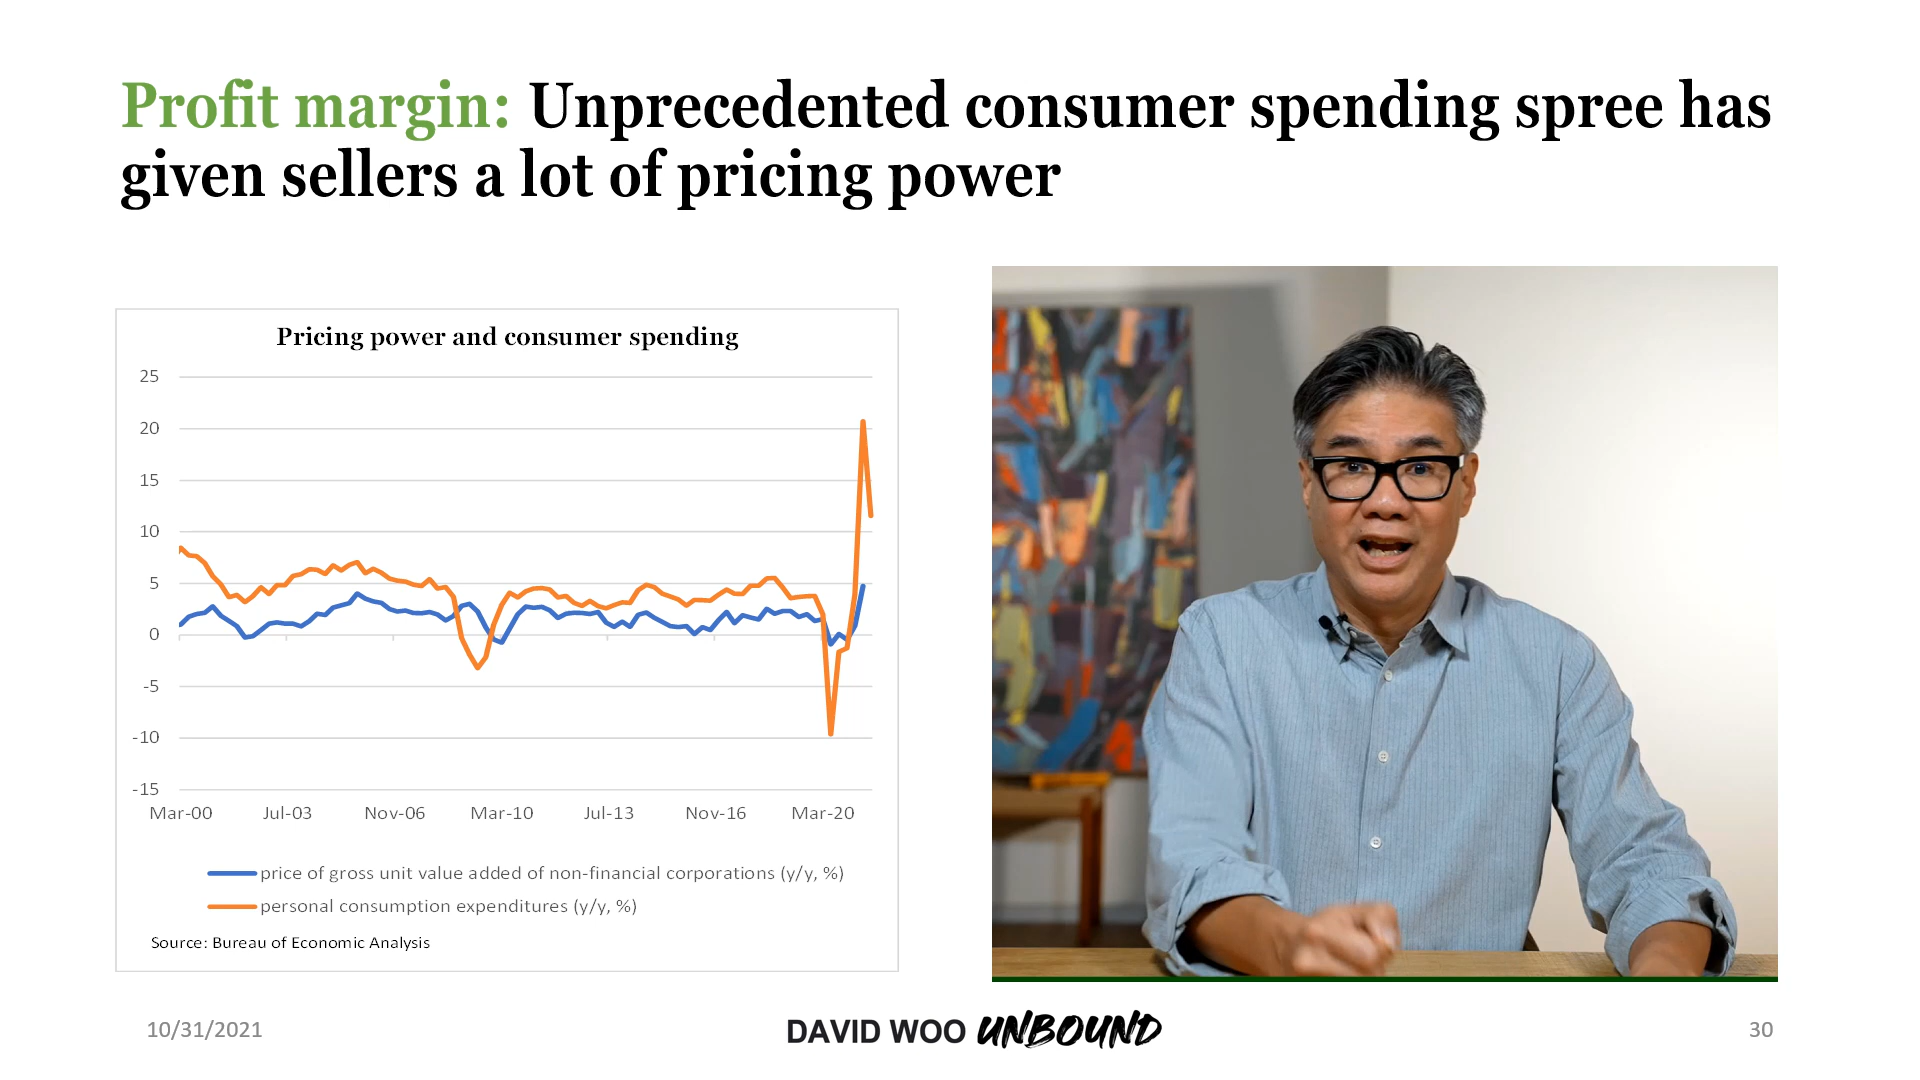 Profit margin: Unprecedented consumer spending spree has
given sellers a lot of pricing power
Pricing power and consumer spending
25
20
15
10
5
0
-5
-10
-15
Mar-00 Jul-03 Nov-06 Mar-10 Jul-13 Nov-16 Mar-20
price of gross unit value added of non-financial corporations (y/y, %)
personal consumption expenditures (y/y, %)
Source: Bureau of Economic Analysis
10/31/2021
DAVID WOO UNBOUND
30